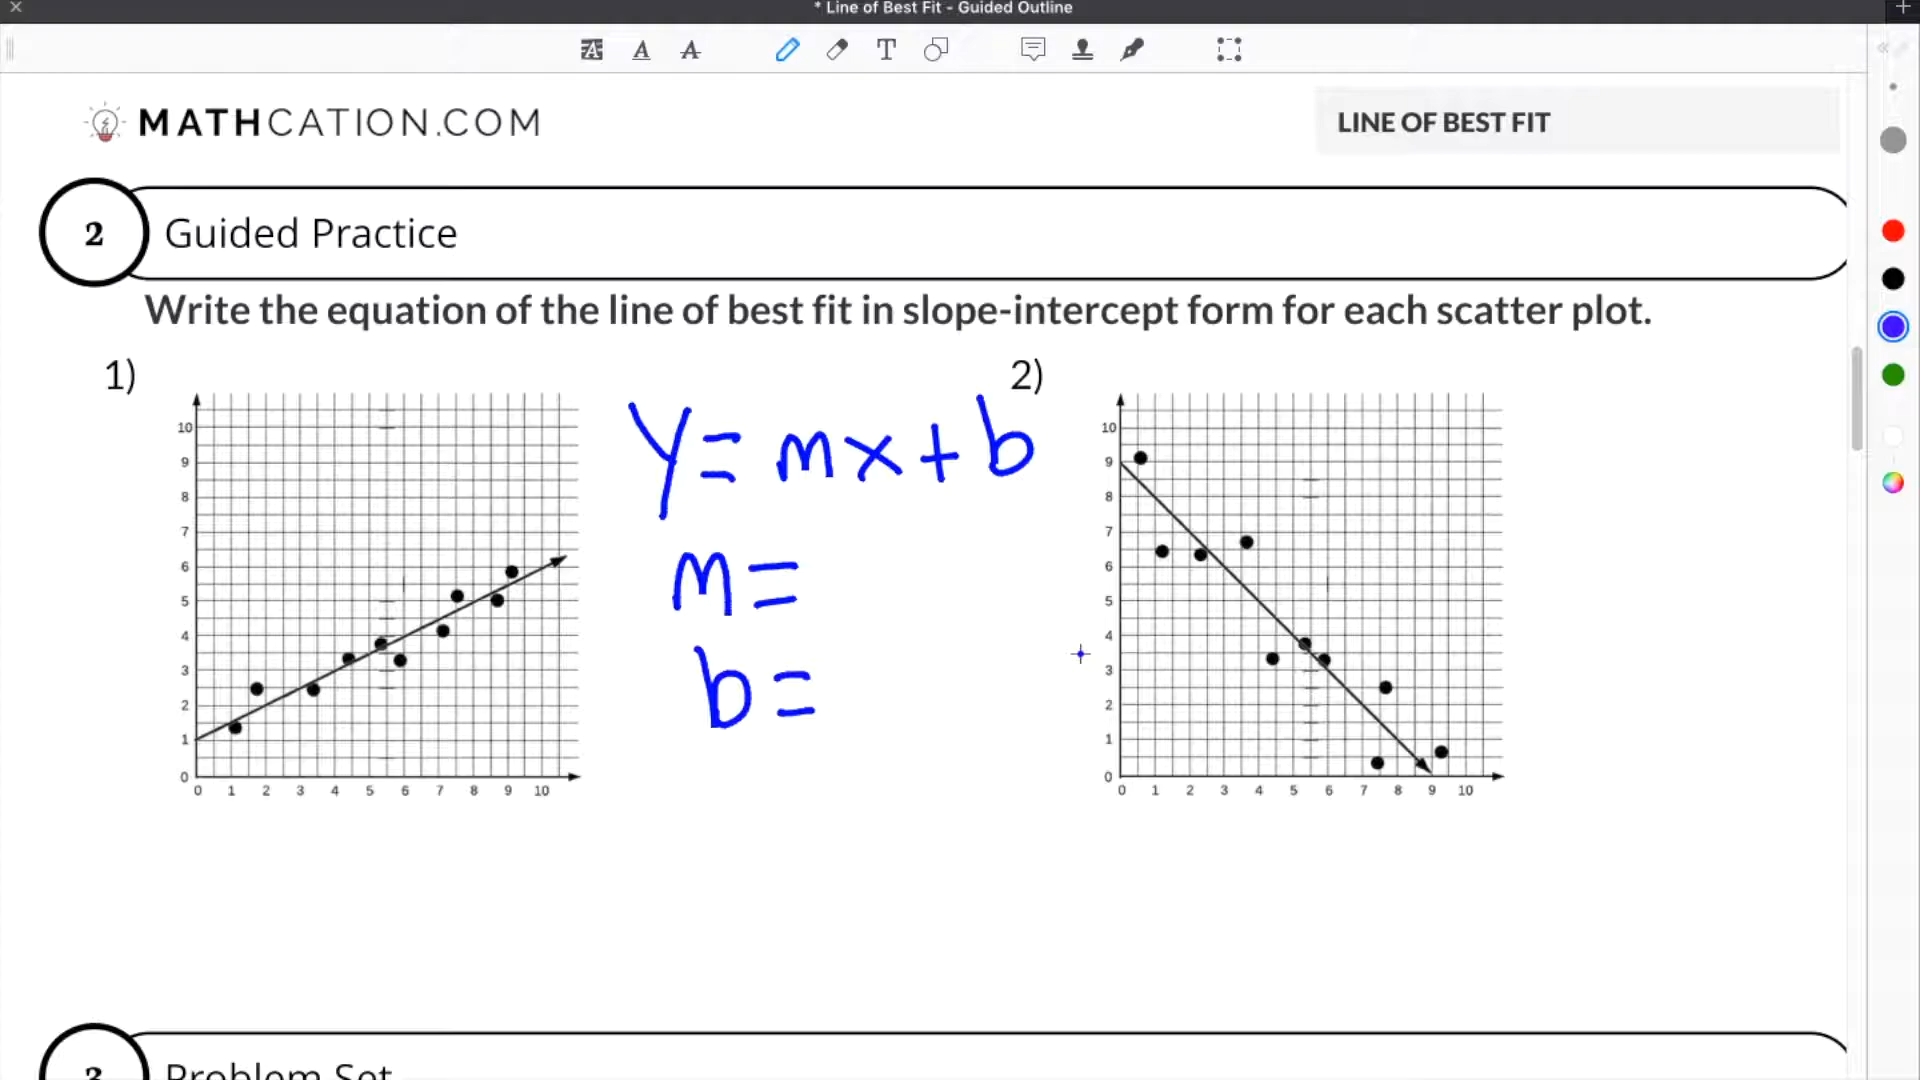 * Line of Best Fit - Guided Outline
A A A T
MATHCATION.COM
LINE OF BEST FIT
2 Guided Practice
Write the equation of the line of best fit in slope-intercept form for each scatter plot.
1)
10
9
8
7
6
5
4
3
2
1
0
0 1 2 3 4 5 6 7 8 9 10
y = mx + b
m =
b =
2)
10
9
8
7
6
5
4
3
2
1
0
0 1 2 3 4 5 6 7 8 9 10
3 Problem Set